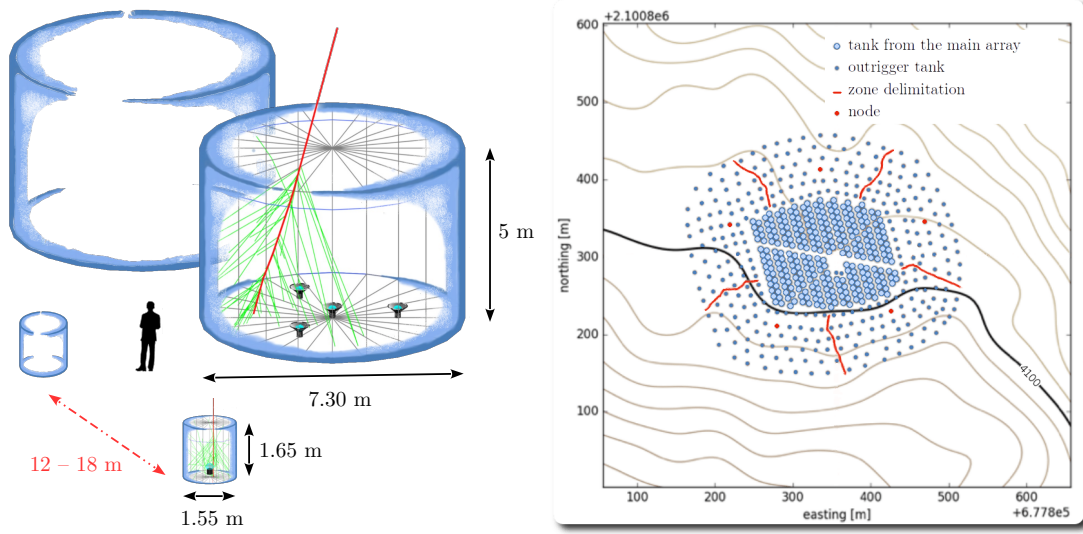 5 m
7.30 m
12 – 18 m
1.65 m
1.55 m
+2.1008e6
600
500
400
300
200
100
northing [m]
tank from the main array
outrigger tank
zone delimitation
node
4100
100
200
300
400
500
600
easting [m]
+6.778e5